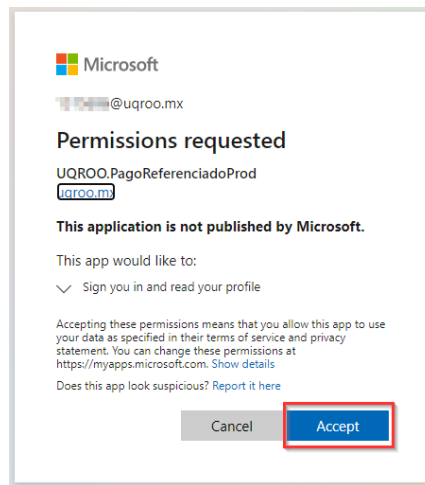 Microsoft
@uqroo.mx
Permissions requested
UQROO.PagoReferenciadoProd
uqroo.mx
This application is not published by Microsoft.
This app would like to:
Sign you in and read your profile
Accepting these permissions means that you allow this app to use
your data as specified in their terms of service and privacy
statement. You can change these permissions at
https://myapps.microsoft.com. Show details
Does this app look suspicious? Report it here
Cancel
Accept